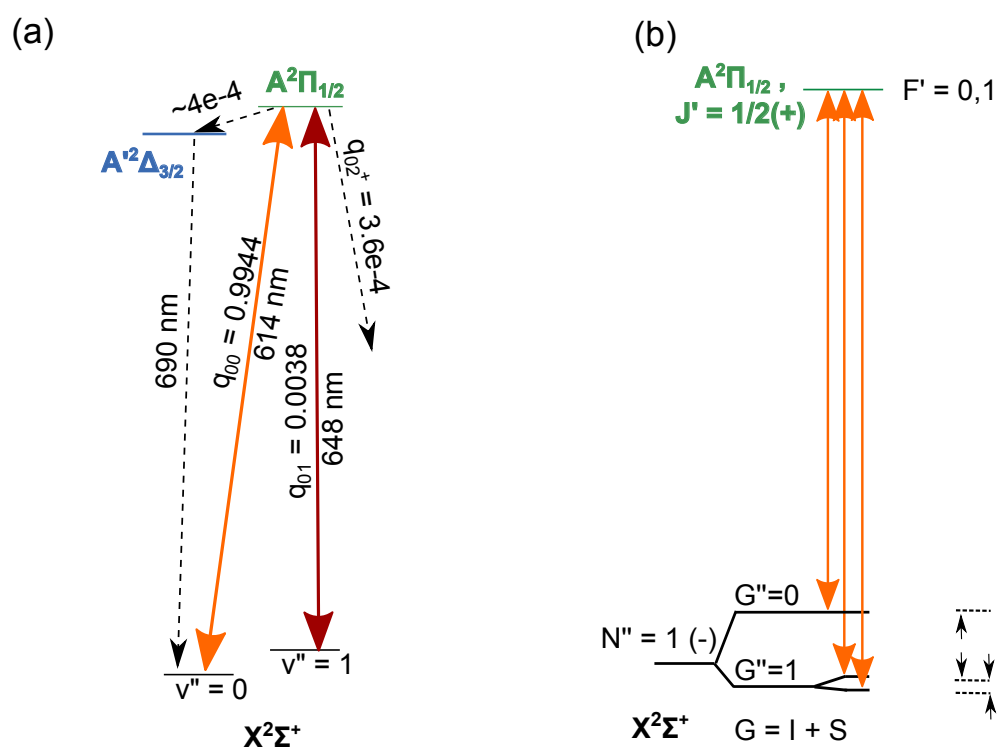 (a)
A²Π₁/₂
~4e-4
A'²Δ₃/₂
q₀₂⁺ = 3.6e-4
690 nm
q₀₀ = 0.9944
614 nm
q₀₁ = 0.0038
648 nm
v" = 1
v" = 0
X²Σ⁺
(b)
A²Π₁/₂ ,
J' = 1/2(+)
F' = 0,1
G"=0
N" = 1 (-)
G"=1
X²Σ⁺
G = I + S